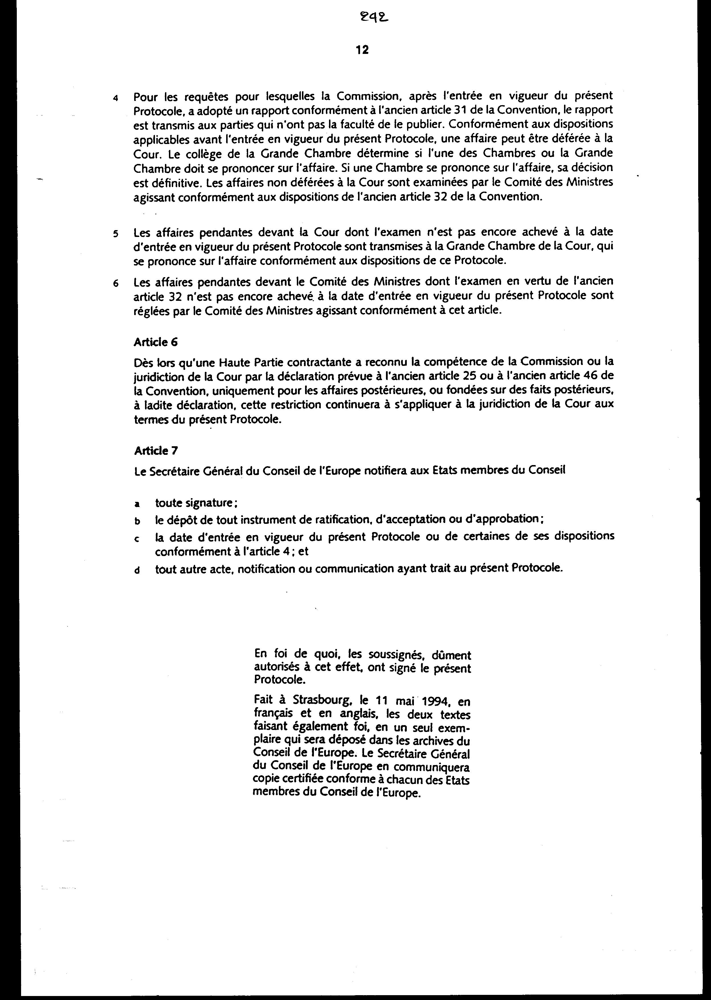 292
12
4 Pour les requêtes pour lesquelles la Commission, après l'entrée en vigueur du présent
Protocole, a adopté un rapport conformément à l'ancien article 31 de la Convention, le rapport
est transmis aux parties qui n'ont pas la faculté de le publier. Conformément aux dispositions
applicables avant l'entrée en vigueur du présent Protocole, une affaire peut être déférée à la
Cour. Le collège de la Grande Chambre détermine si l'une des Chambres ou la Grande
Chambre doit se prononcer sur l'affaire. Si une Chambre se prononce sur l'affaire, sa décision
est définitive. Les affaires non déférées à la Cour sont examinées par le Comité des Ministres
agissant conformément aux dispositions de l'ancien article 32 de la Convention.
5 Les affaires pendantes devant la Cour dont l'examen n'est pas encore achevé à la date
d'entrée en vigueur du présent Protocole sont transmises à la Grande Chambre de la Cour, qui
se prononce sur l'affaire conformément aux dispositions de ce Protocole.
6 Les affaires pendantes devant le Comité des Ministres dont l'examen en vertu de l'ancien
article 32 n'est pas encore achevé à la date d'entrée en vigueur du présent Protocole sont
réglées par le Comité des Ministres agissant conformément à cet article.
Article 6
Dès lors qu'une Haute Partie contractante a reconnu la compétence de la Commission ou la
juridiction de la Cour par la déclaration prévue à l'ancien article 25 ou à l'ancien article 46 de
la Convention, uniquement pour les affaires postérieures, ou fondées sur des faits postérieurs,
à ladite déclaration, cette restriction continuera à s'appliquer à la juridiction de la Cour aux
termes du présent Protocole.
Article 7
Le Secrétaire Général du Conseil de l'Europe notifiera aux Etats membres du Conseil
a toute signature ;
b le dépôt de tout instrument de ratification, d'acceptation ou d'approbation ;
c la date d'entrée en vigueur du présent Protocole ou de certaines de ses dispositions
conformément à l'article 4 ; et
d tout autre acte, notification ou communication ayant trait au présent Protocole.
En foi de quoi, les soussignés, dûment
autorisés à cet effet, ont signé le présent
Protocole.
Fait à Strasbourg, le 11 mai 1994, en
français et en anglais, les deux textes
faisant également foi, en un seul exem-
plaire qui sera déposé dans les archives du
Conseil de l'Europe. Le Secrétaire Général
du Conseil de l'Europe en communiquera
copie certifiée conforme à chacun des Etats
membres du Conseil de l'Europe.